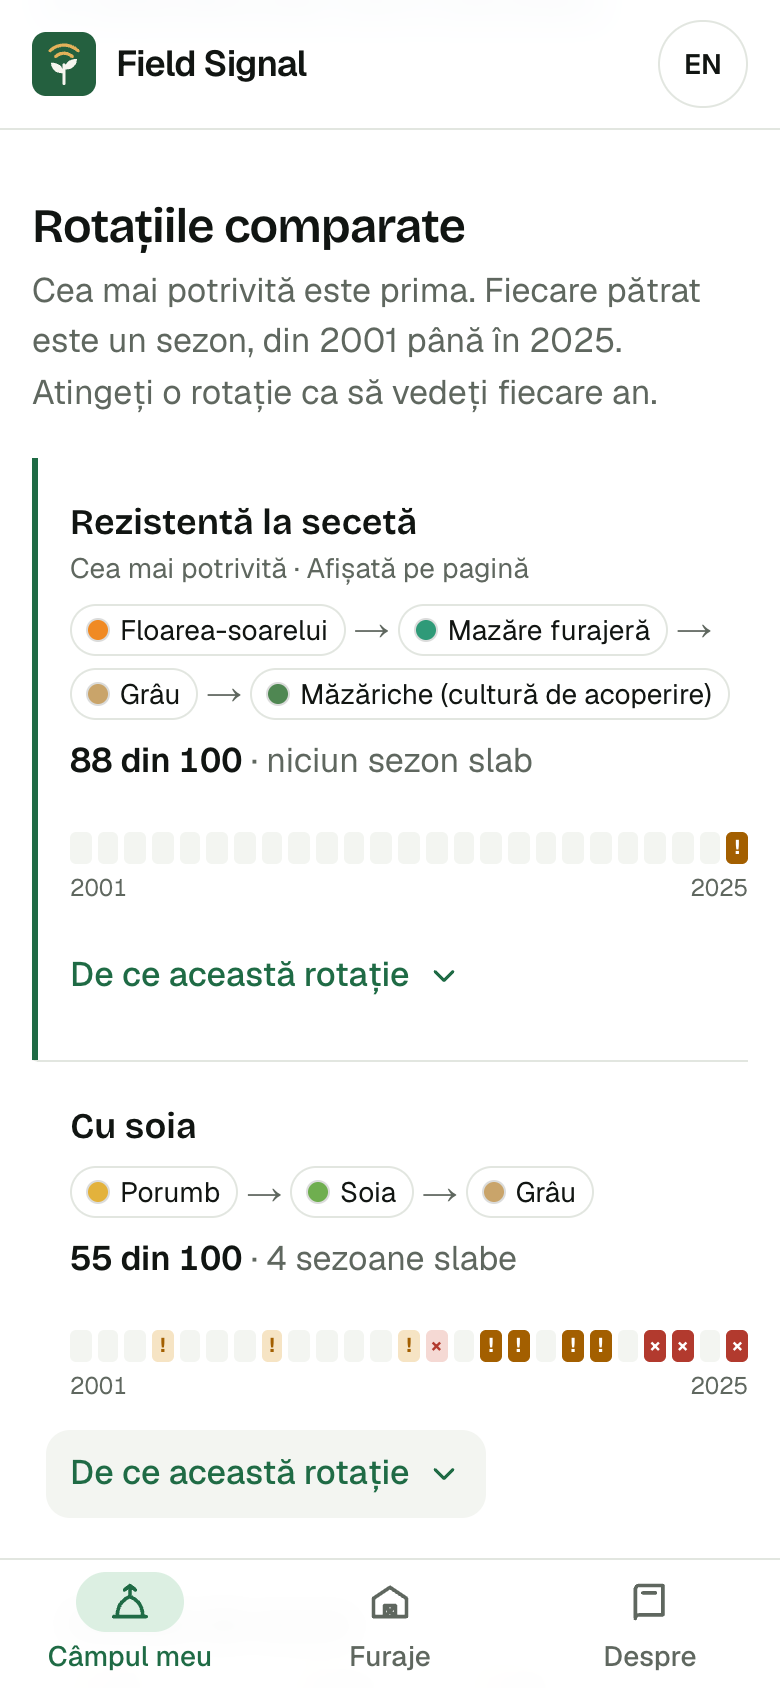 Field Signal
EN
Rotațiile comparate
Cea mai potrivită este prima. Fiecare pătrat
este un sezon, din 2001 până în 2025.
Atingeți o rotație ca să vedeți fiecare an.
Rezistentă la secetă
Cea mai potrivită · Afișată pe pagină
Floarea-soarelui → Mazăre furajeră →
Grâu → Măzăriche (cultură de acoperire)
88 din 100 · niciun sezon slab
!
2001 2025
De ce această rotație
Cu soia
Porumb → Soia → Grâu
55 din 100 · 4 sezoane slabe
! ! ! × ! ! ! ! × × ×
2001 2025
De ce această rotație
Câmpul meu Furaje Despre